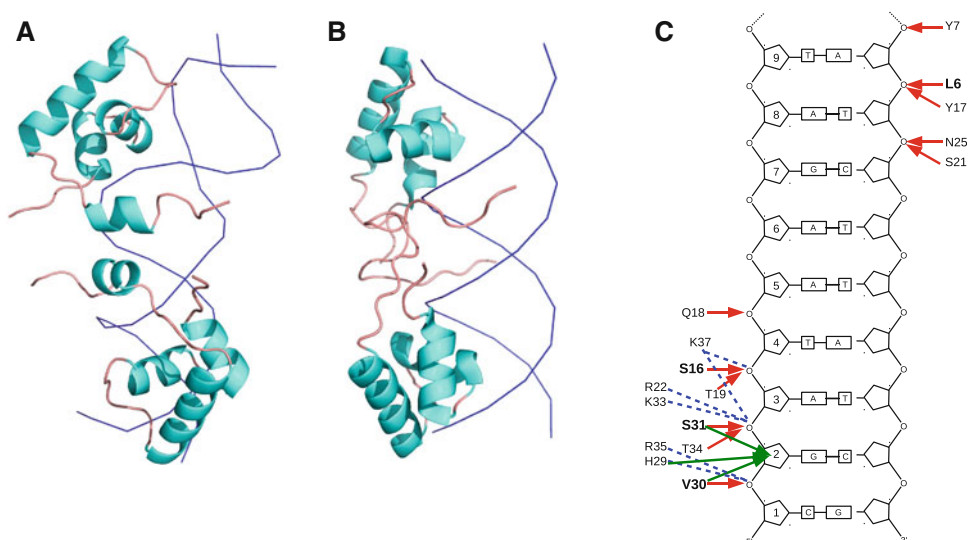 A
B
C
Y7
9 T A
L6
Y17
8 A T
N25
S21
7 G C
6 A T
5 A T
Q18
4 T A
K37
S16
T19
3 A T
R22
K33
S31
T34
R35
2 G C
H29
V30
1 C G